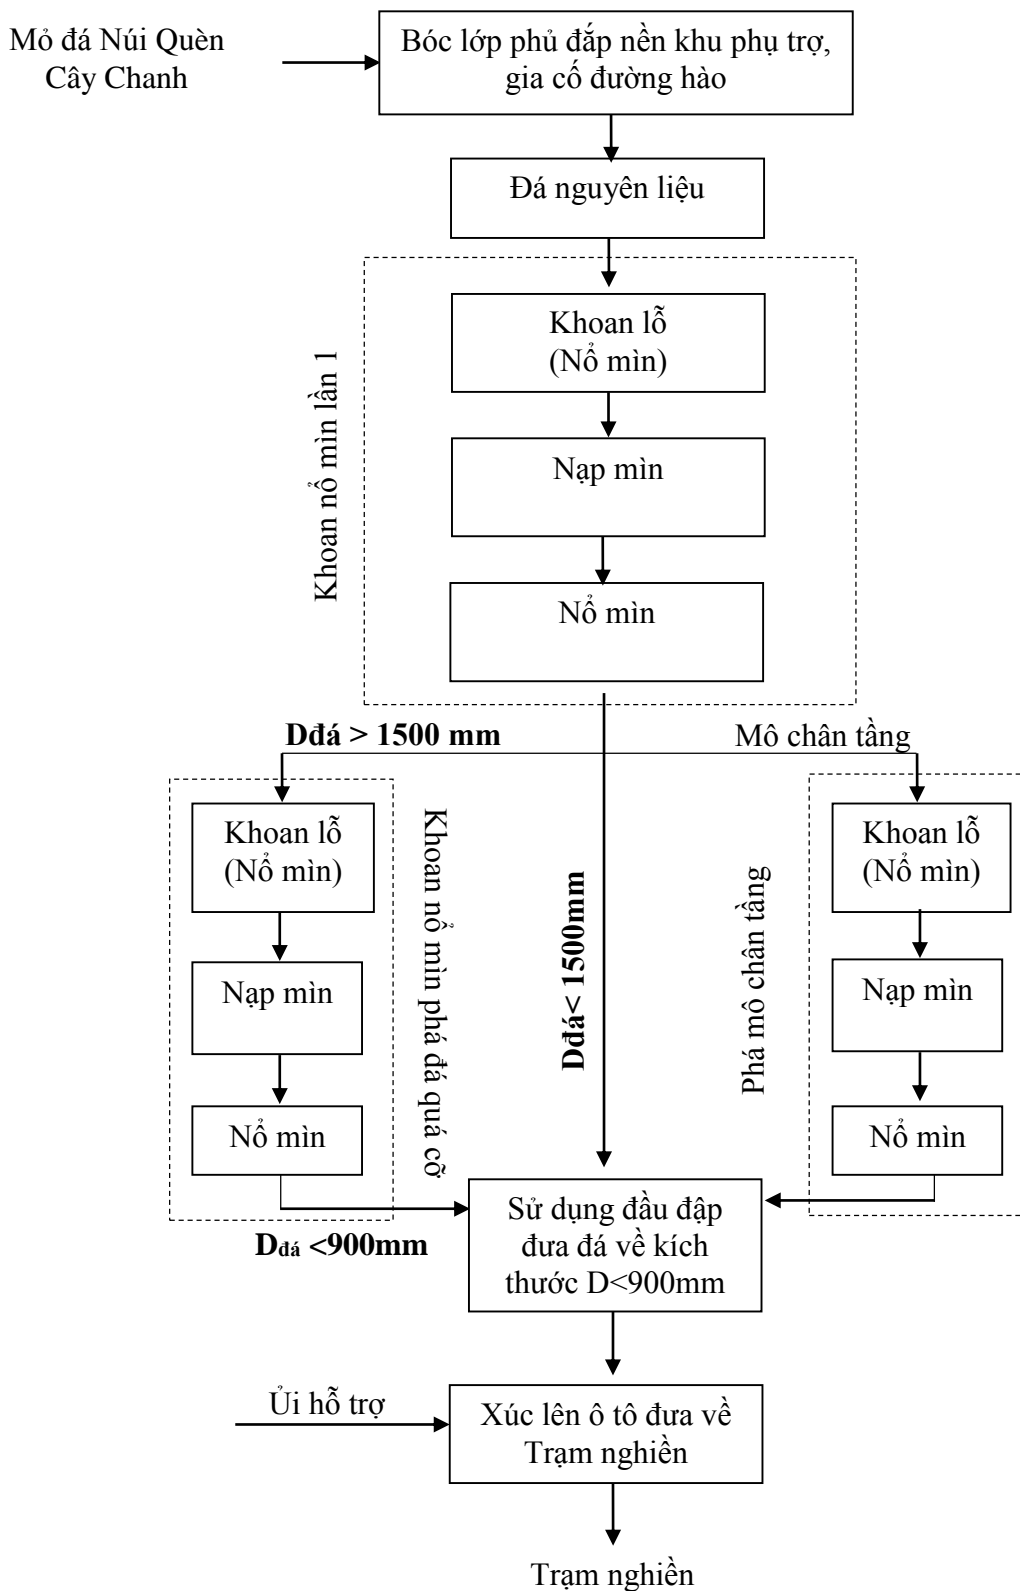 Mỏ đá Núi Quèn
Cây Chanh
Bóc lớp phủ đắp nền khu phụ trợ,
gia cố đường hào
Đá nguyên liệu
Khoan nổ mìn lần 1
Khoan lỗ
(Nổ mìn)
Nạp mìn
Nổ mìn
Dđá > 1500 mm
Mô chân tầng
Khoan lỗ
(Nổ mìn)
Nạp mìn
Nổ mìn
Khoan nổ mìn phá đá quá cỡ
Dđá< 1500mm
Phá mô chân tầng
Khoan lỗ
(Nổ mìn)
Nạp mìn
Nổ mìn
Dđá <900mm
Sử dụng đầu đập
đưa đá về kích
thước D<900mm
Ủi hỗ trợ
Xúc lên ô tô đưa về
Trạm nghiền
Trạm nghiền